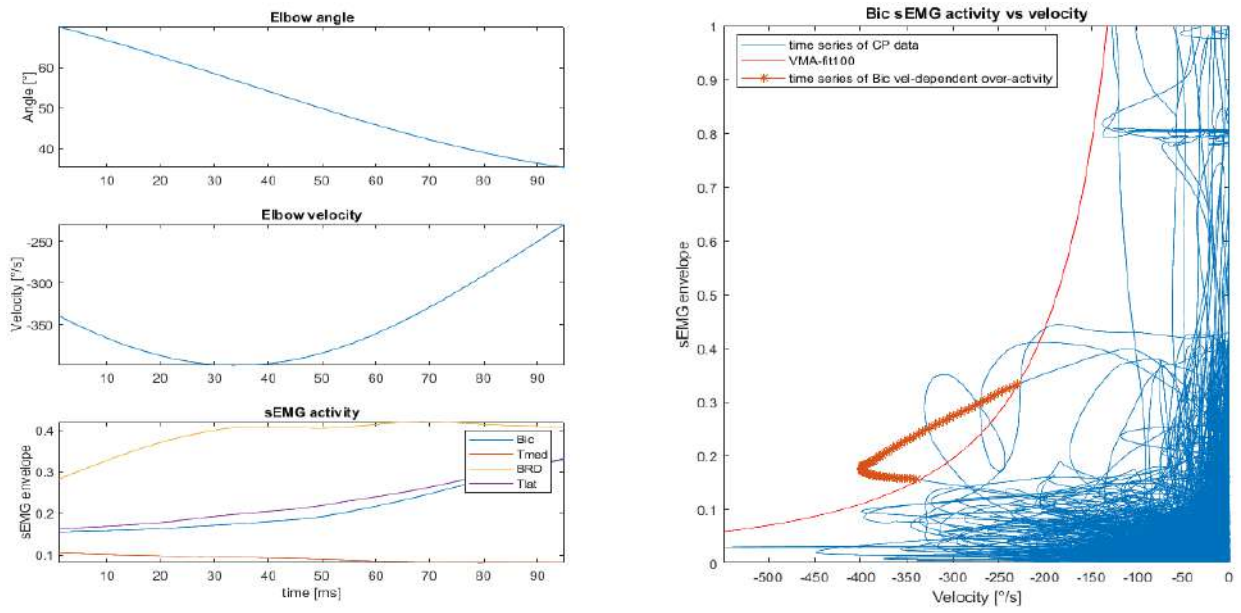 Elbow angle
Angle [°]
60
50
40
10 20 30 40 50 60 70 80 90
Elbow velocity
Velocity [°/s]
-250
-300
-350
10 20 30 40 50 60 70 80 90
sEMG activity
sEMG envelope
0.4
0.3
0.2
0.1
Bic
Tmed
BRD
Tlat
10 20 30 40 50 60 70 80 90
time [ms]
Bic sEMG activity vs velocity
sEMG envelope
1
0.9
0.8
0.7
0.6
0.5
0.4
0.3
0.2
0.1
0
time series of CP data
VMA-fit100
time series of Bic vel-dependent over-activity
-500 -450 -400 -350 -300 -250 -200 -150 -100 -50 0
Velocity [°/s]